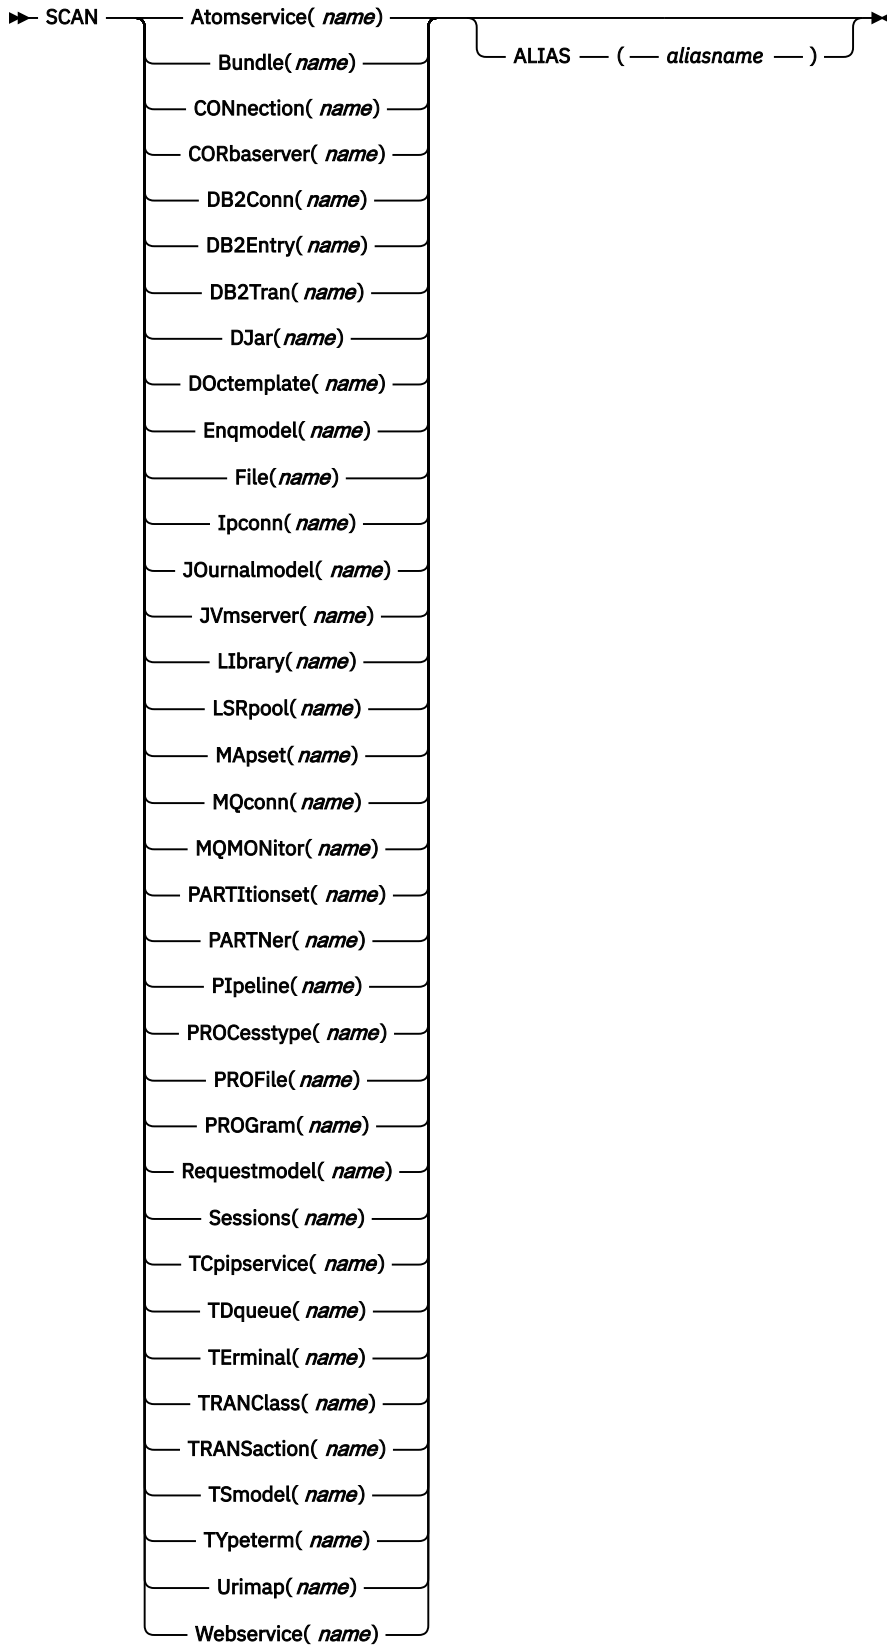 SCAN Atomservice( name)
ALIAS ( aliasname )
Bundle(name)
CONnection( name)
CORbaserver( name)
DB2Conn(name)
DB2Entry(name)
DB2Tran( name)
DJar(name)
DOctemplate( name)
Enqmodel(name)
File(name)
Ipconn(name)
JOurnalmodel( name)
JVmserver( name)
LIbrary(name)
LSRpool(name)
MApset(name)
MQconn(name)
MQMONitor( name)
PARTItionset( name)
PARTNer( name)
PIpeline(name)
PROCesstype( name)
PROFile(name)
PROGram( name)
Requestmodel( name)
Sessions( name)
TCpipservice( name)
TDqueue( name)
TErminal( name)
TRANClass( name)
TRANSaction( name)
TSmodel( name)
TYpeterm( name)
Urimap(name)
Webservice( name)